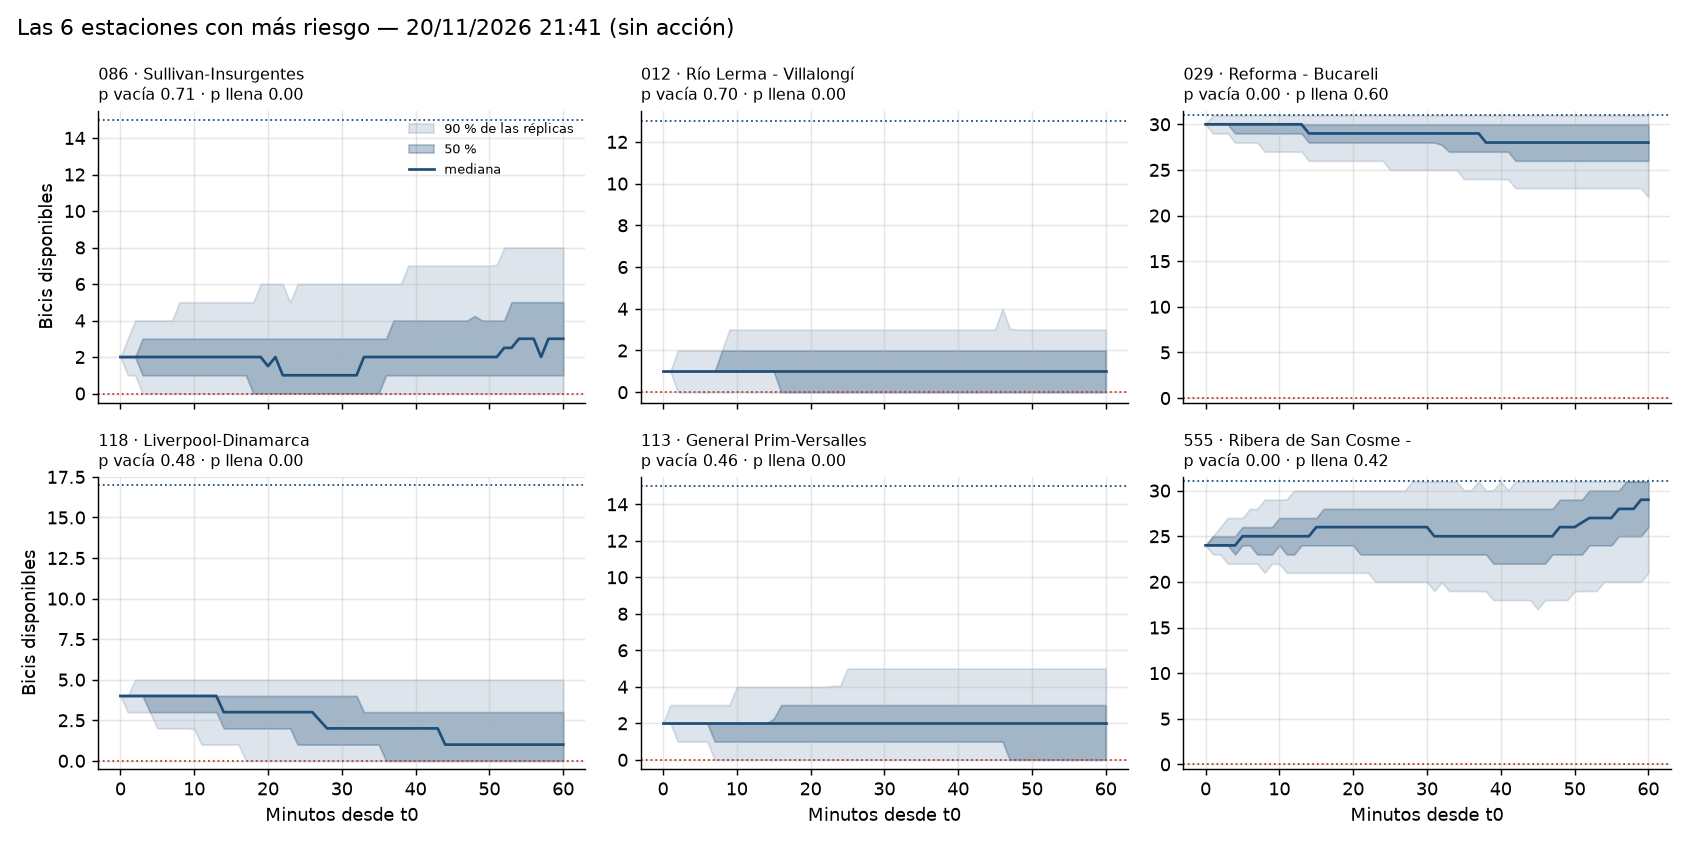 Las 6 estaciones con más riesgo — 20/11/2026 21:41 (sin acción)
086 · Sullivan-Insurgentes
p vacía 0.71 · p llena 0.00
90 % de las réplicas
50 %
mediana
14
12
10
8
6
4
2
0
Bicis disponibles
012 · Río Lerma - Villalongí
p vacía 0.70 · p llena 0.00
12
10
8
6
4
2
0
029 · Reforma - Bucareli
p vacía 0.00 · p llena 0.60
30
25
20
15
10
5
0
118 · Liverpool-Dinamarca
p vacía 0.48 · p llena 0.00
17.5
15.0
12.5
10.0
7.5
5.0
2.5
0.0
Bicis disponibles
0 10 20 30 40 50 60
Minutos desde t0
113 · General Prim-Versalles
p vacía 0.46 · p llena 0.00
14
12
10
8
6
4
2
0
0 10 20 30 40 50 60
Minutos desde t0
555 · Ribera de San Cosme -
p vacía 0.00 · p llena 0.42
30
25
20
15
10
5
0
0 10 20 30 40 50 60
Minutos desde t0